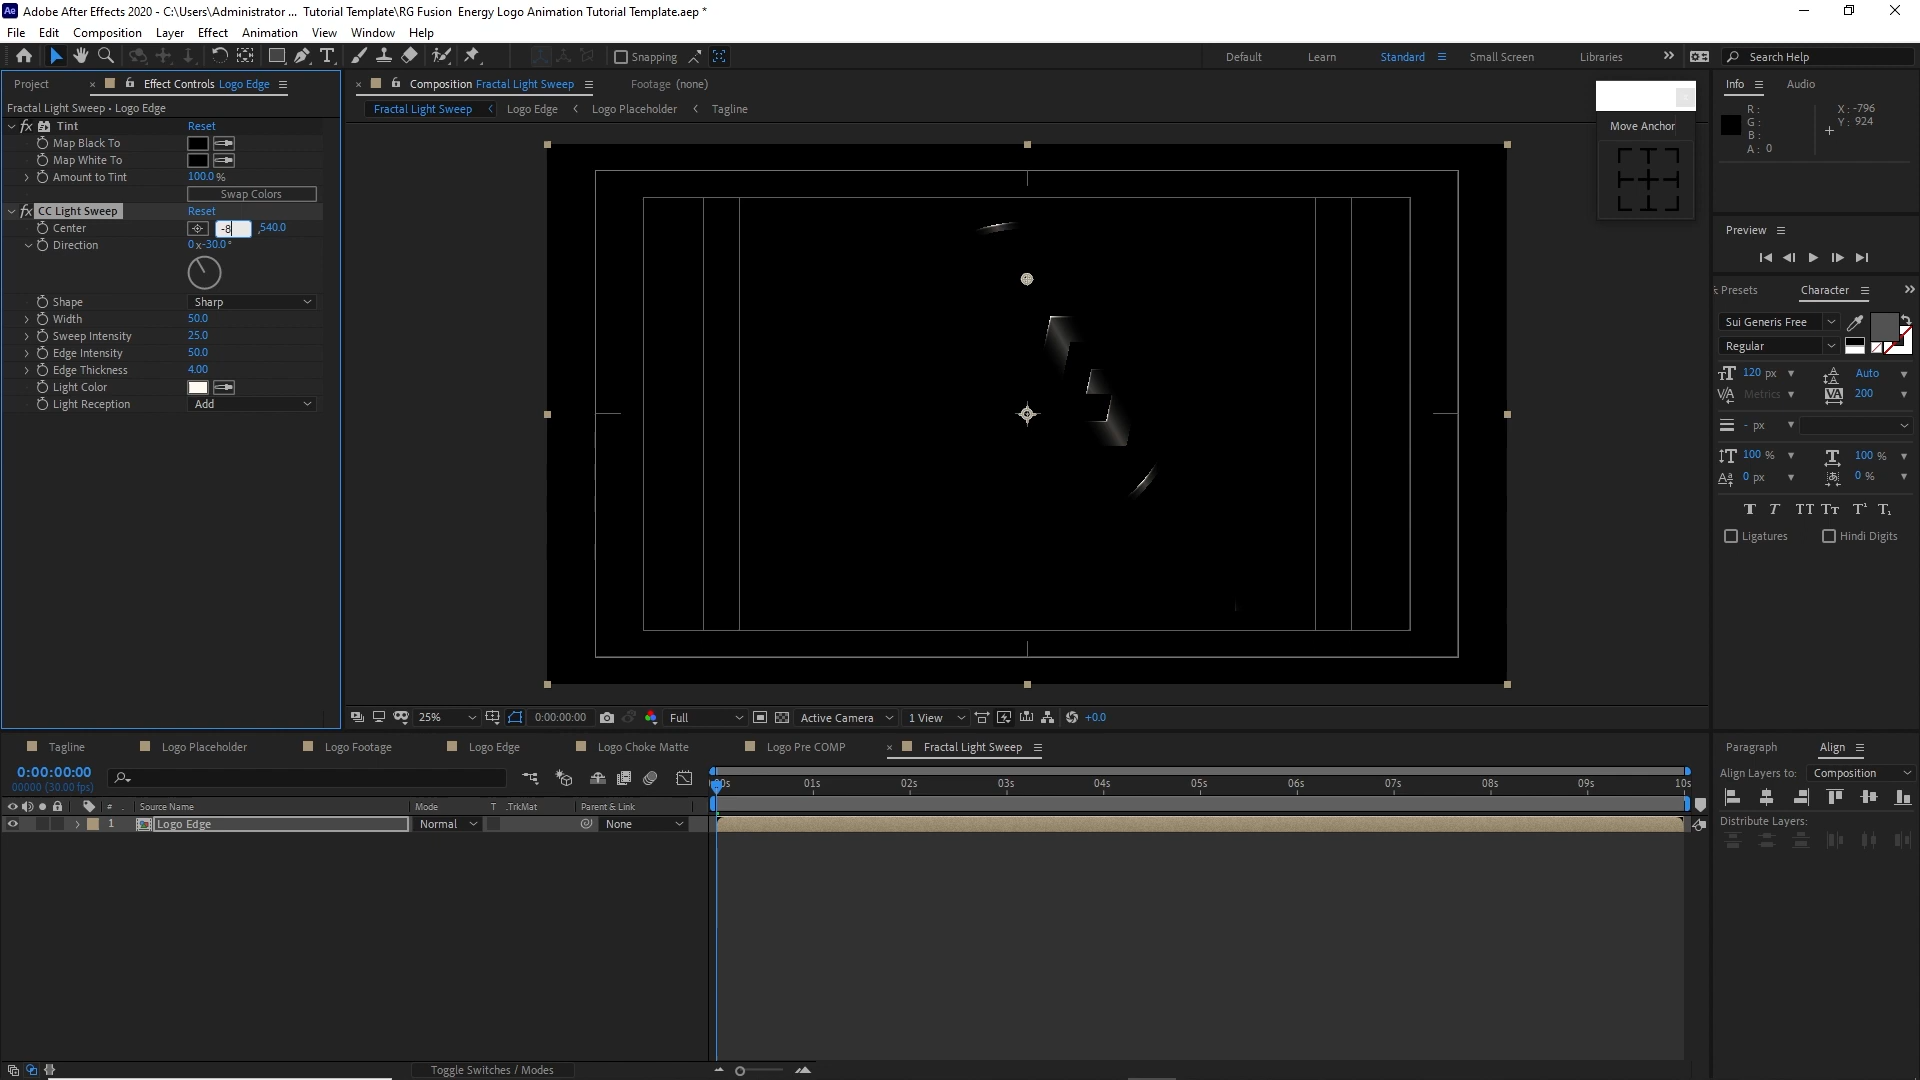 Adobe After Effects 2020 - C:\Users\Administrator ... Tutorial Template\RG Fusion Energy Logo Animation Tutorial Template.aep *
File Edit Composition Layer Effect Animation View Window Help
Snapping Default Learn Standard Small Screen Libraries Search Help
Project Effect Controls Logo Edge
Composition Fractal Light Sweep Footage (none)
Info Audio
Fractal Light Sweep • Logo Edge
Fractal Light Sweep Logo Edge Logo Placeholder Tagline
Tint Reset
Map Black To
Map White To
Amount to Tint 100.0 %
Swap Colors
CC Light Sweep Reset
Center -8 ,540.0
Direction 0 x-30.0 °
Shape Sharp
Width 50.0
Sweep Intensity 25.0
Edge Intensity 50.0
Edge Thickness 4.00
Light Color
Light Reception Add
Move Anchor
R :
G :
B :
A : 0
X : -796
Y : 924
Preview
Presets Character
Sui Generis Free
Regular
120 px Auto
Metrics 200
- px
100 % 100 %
0 px 0 %
T T TT Tt T¹ T₁
Ligatures Hindi Digits
25% 0:00:00:00 Full Active Camera 1 View +0.0
Tagline Logo Placeholder Logo Footage Logo Edge Logo Choke Matte Logo Pre COMP Fractal Light Sweep
Paragraph Align
0:00:00:00
00000 (30.00 fps)
00s 01s 02s 03s 04s 05s 06s 07s 08s 09s 10s
Align Layers to: Composition
# Source Name Mode T .TrkMat Parent & Link
1 Logo Edge Normal None
Distribute Layers:
Toggle Switches / Modes